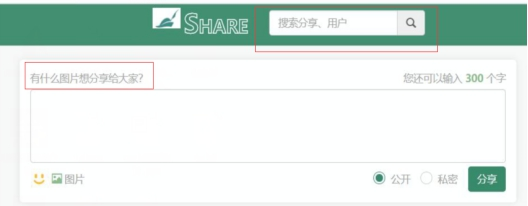 SHARE
搜索分享、用户
有什么图片想分享给大家?
您还可以输入 300 个字
图片
公开 私密 分享